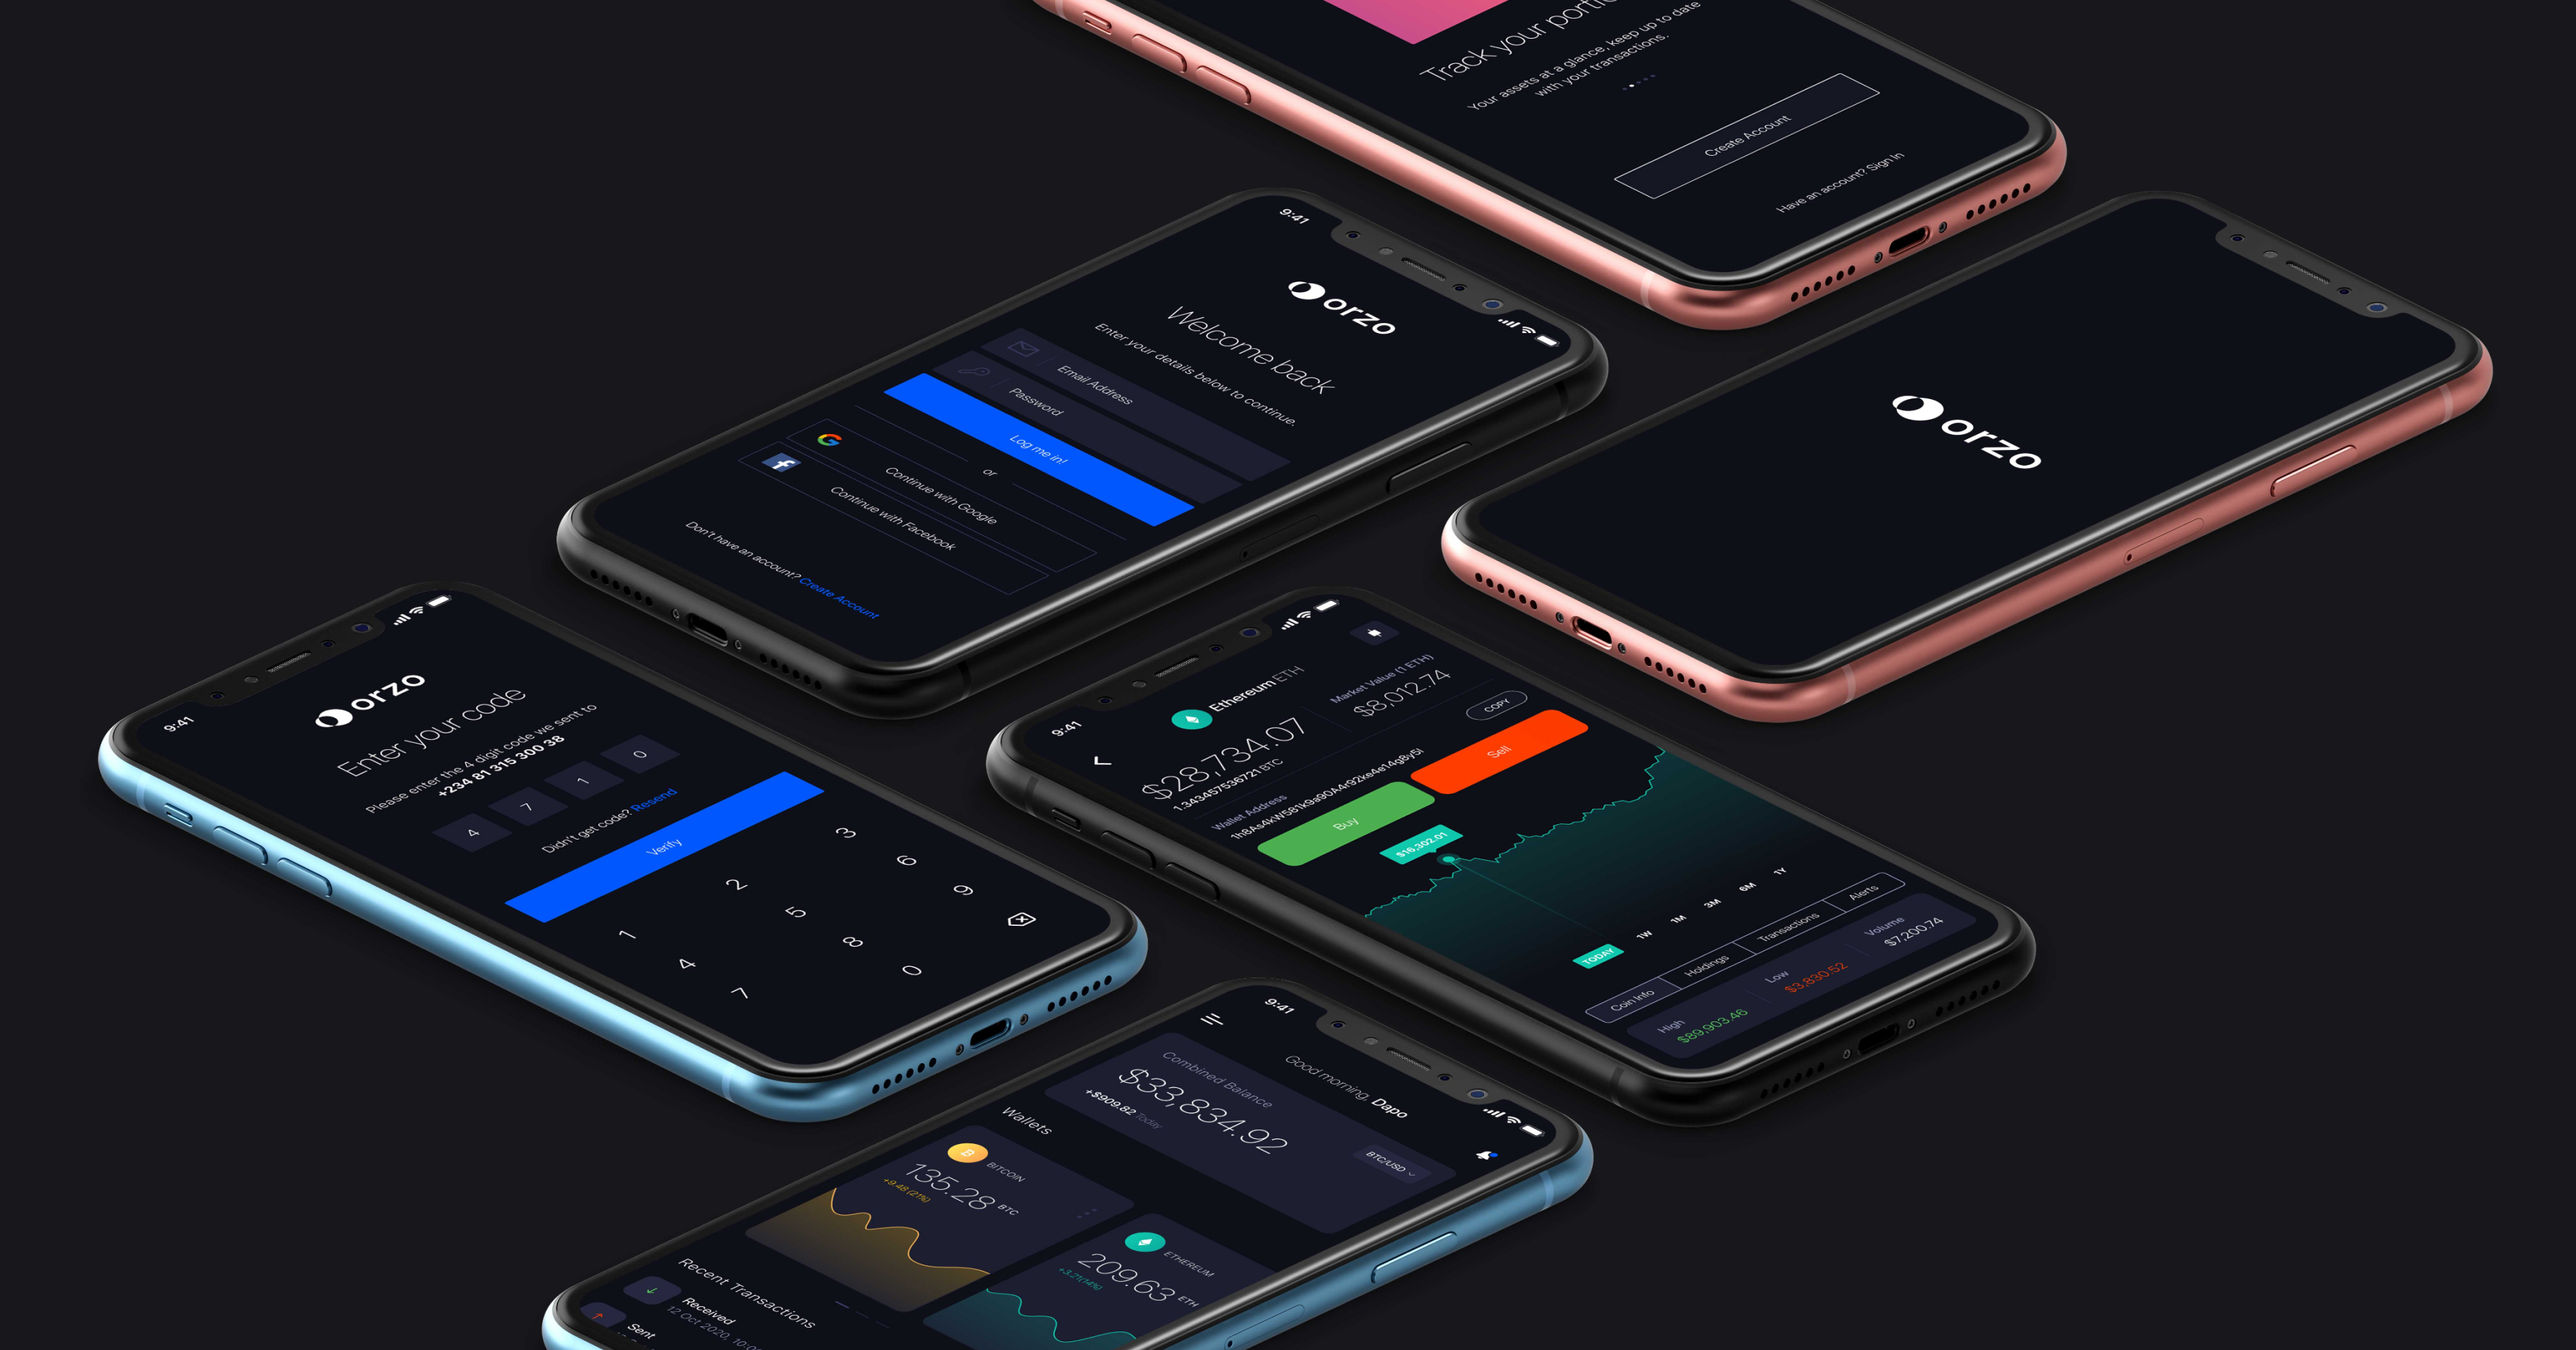 Track your
Your assets at a glance, keep up to date
with your transactions.
Create Account
Have an account? Sign In
9:41
orzo
Welcome back
Enter your details below to continue.
Email Address
Password
Log me in!
or
Continue with Google
Continue with Facebook
Don't have an account? Create Account
orzo
9:41
orzo
Enter your code
Please enter the 4 digit code we sent to
+234 81 315 300 38
4 7 1 0
Didn't get code? Resend
Verify
1 2 3
4 5 6
7 8 9
0
9:41
Ethereum ETH
$28,734.07
1.34345753672 1 BTC
Market Value (1 ETH)
$8,012.74
Wallet Address
1h8As4kW581k9a90A4r92ke4e14g8y5i
COPY
Buy
Sell
$16,302.01
TODAY 1W 1M 3M 6M 1Y
Coin Info Holdings Transactions Alerts
High
$89,903.46
Low
$3,830.52
Volume
$7,200.74
9:41
Good morning, Dapo
Combined Balance
$33,834.92
+$909.82 Today
BTC/USD
Wallets
BITCOIN
135.28 BTC
+9.48 (21%)
ETHEREUM
209.63 ETH
+3.21(14%)
Recent Transactions
Received
12 Oct 2020,
Sent